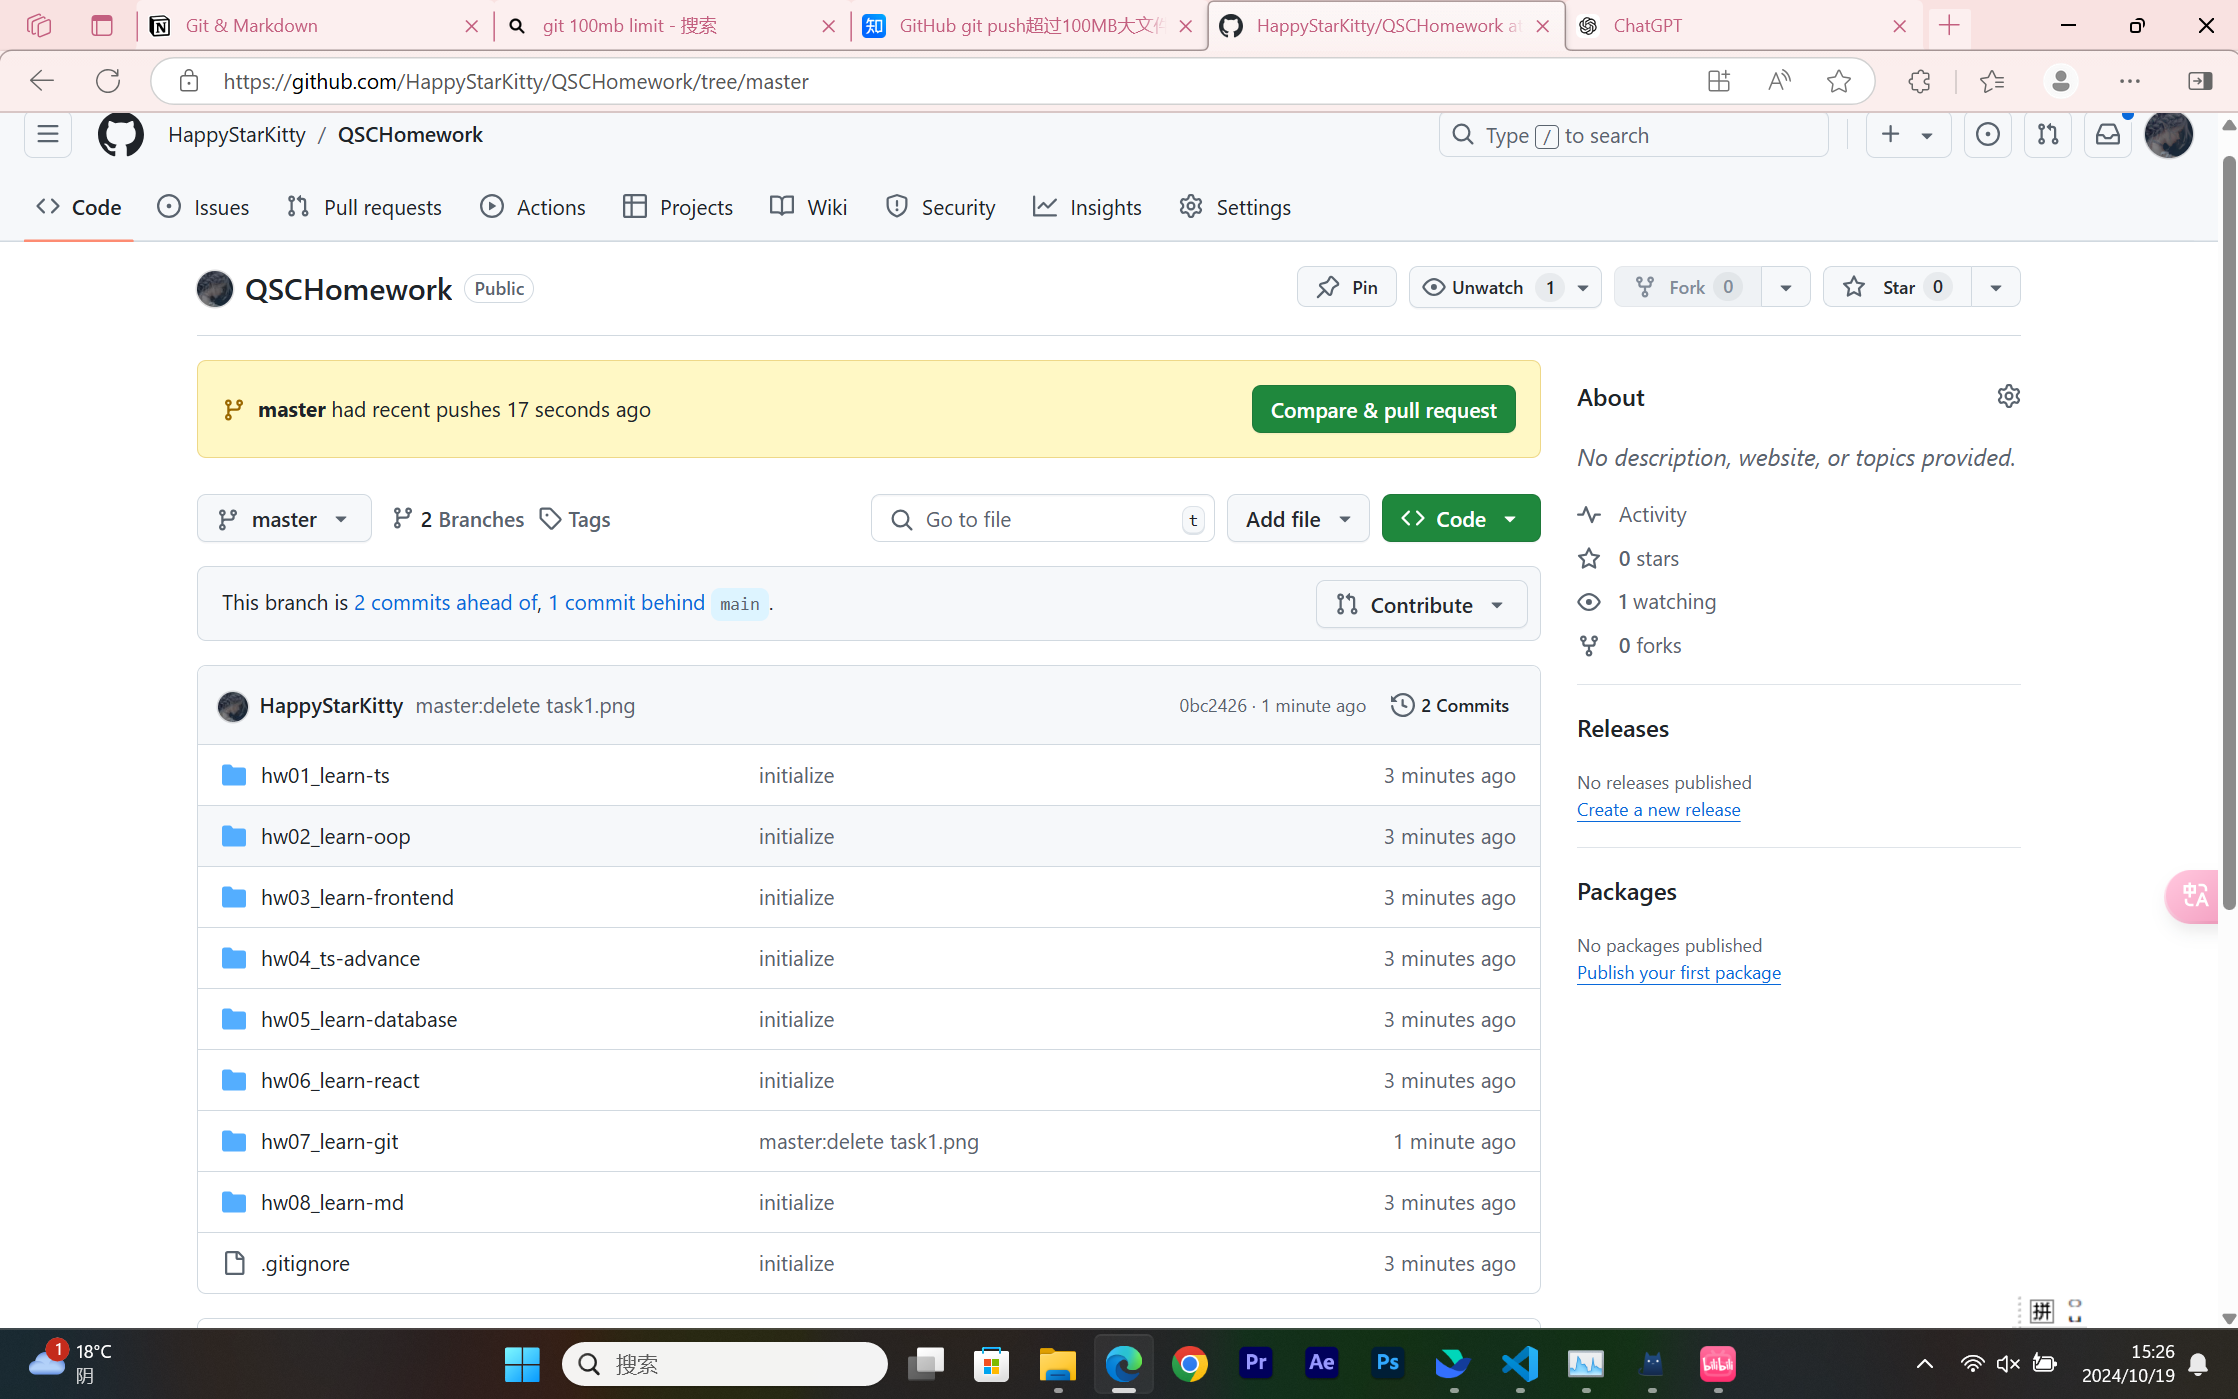 Git & Markdown
git 100mb limit - 搜索
GitHub git push超过100MB大文件
HappyStarKitty/QSCHomework at
ChatGPT
https://github.com/HappyStarKitty/QSCHomework/tree/master
HappyStarKitty / QSCHomework
Type / to search
Code Issues Pull requests Actions Projects Wiki Security Insights Settings
QSCHomework Public
Pin Unwatch 1 Fork 0 Star 0
master had recent pushes 17 seconds ago
Compare & pull request
master 2 Branches Tags
Go to file t Add file Code
This branch is 2 commits ahead of, 1 commit behind main .
Contribute
HappyStarKitty master:delete task1.png 0bc2426 · 1 minute ago 2 Commits
hw01_learn-ts initialize 3 minutes ago
hw02_learn-oop initialize 3 minutes ago
hw03_learn-frontend initialize 3 minutes ago
hw04_ts-advance initialize 3 minutes ago
hw05_learn-database initialize 3 minutes ago
hw06_learn-react initialize 3 minutes ago
hw07_learn-git master:delete task1.png 1 minute ago
hw08_learn-md initialize 3 minutes ago
.gitignore initialize 3 minutes ago
About
No description, website, or topics provided.
Activity
0 stars
1 watching
0 forks
Releases
No releases published
Create a new release
Packages
No packages published
Publish your first package
中A
拼
1
18°C
阴
搜索
Pr
Ae
Ps
bilibili
15:26
2024/10/19